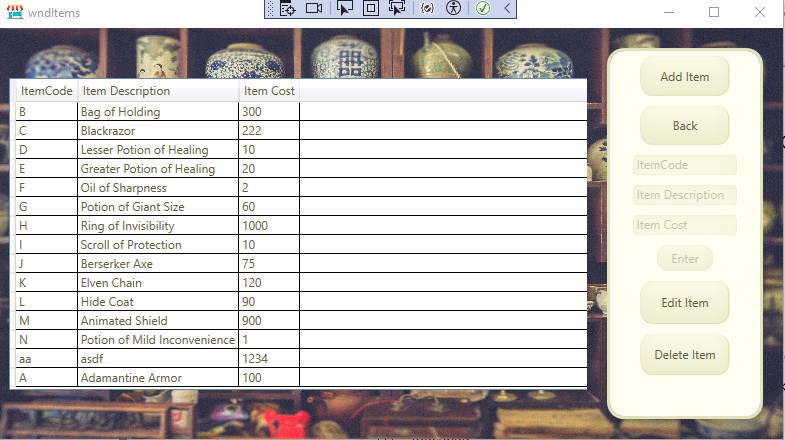 wndItems
ItemCode Item Description Item Cost
B Bag of Holding 300
C Blackrazor 222
D Lesser Potion of Healing 10
E Greater Potion of Healing 20
F Oil of Sharpness 2
G Potion of Giant Size 60
H Ring of Invisibility 1000
I Scroll of Protection 10
J Berserker Axe 75
K Elven Chain 120
L Hide Coat 90
M Animated Shield 900
N Potion of Mild Inconvenience 1
aa asdf 1234
A Adamantine Armor 100
Add Item
Back
ItemCode
Item Description
Item Cost
Enter
Edit Item
Delete Item